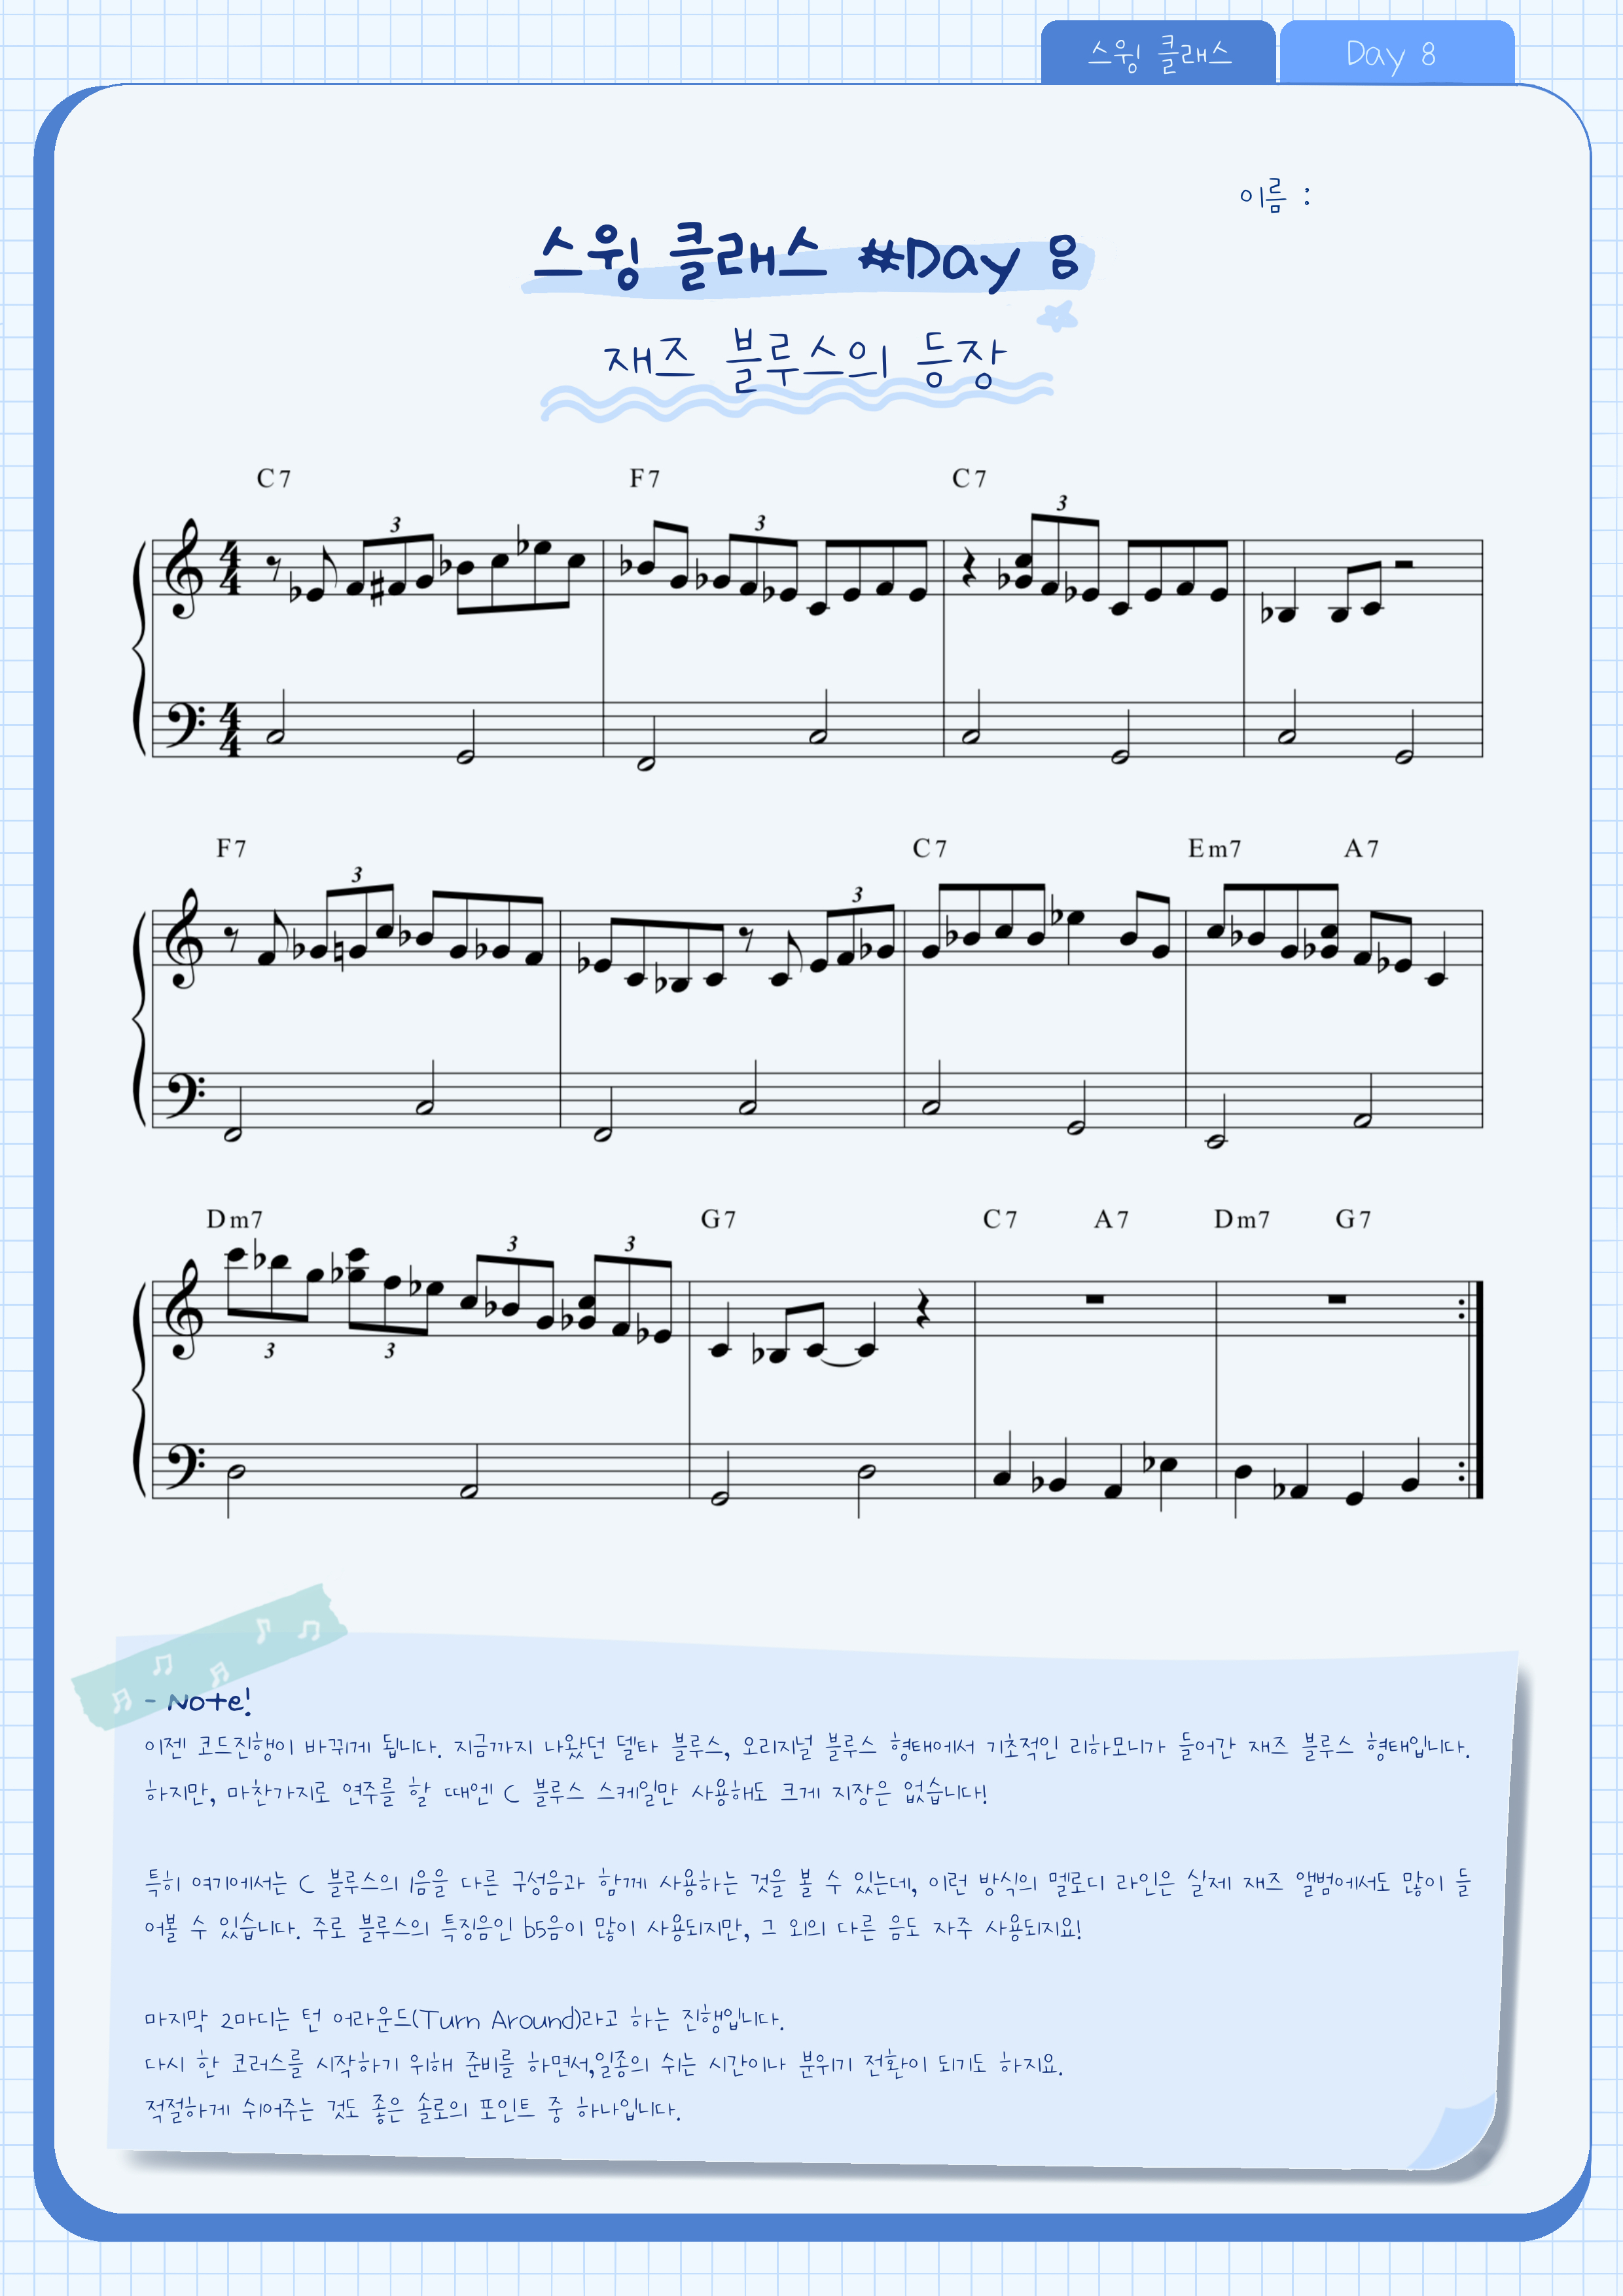 스윙 클래스 Day 8
이름 :
스윙 클래스 #Day 8
재즈 블루스의 등장
C7 F7 C7
3 3 3
4 4
4 4
F7 C7 Em7 A7
3 3
Dm7 G7 C7 A7 Dm7 G7
3 3
3 3
- Note!
이젠 코드진행이 바뀌게 됩니다. 지금까지 나왔던 델타 블루스, 오리지널 블루스 형태에서 기초적인 리하모니가 들어간 재즈 블루스 형태입니다.
하지만, 마찬가지로 연주를 할 때엔 C 블루스 스케일만 사용해도 크게 지장은 없습니다!
특히 여기에서는 C 블루스의 1음을 다른 구성음과 함께 사용하는 것을 볼 수 있는데, 이런 방식의 멜로디 라인은 실제 재즈 앨범에서도 많이 들
어볼 수 있습니다. 주로 블루스의 특징음인 b5음이 많이 사용되지만, 그 외의 다른 음도 자주 사용되지요!
마지막 2마디는 턴 어라운드(Turn Around)라고 하는 진행입니다.
다시 한 코러스를 시작하기 위해 준비를 하면서,일종의 쉬는 시간이나 분위기 전환이 되기도 하지요.
적절하게 쉬어주는 것도 좋은 솔로의 포인트 중 하나입니다.